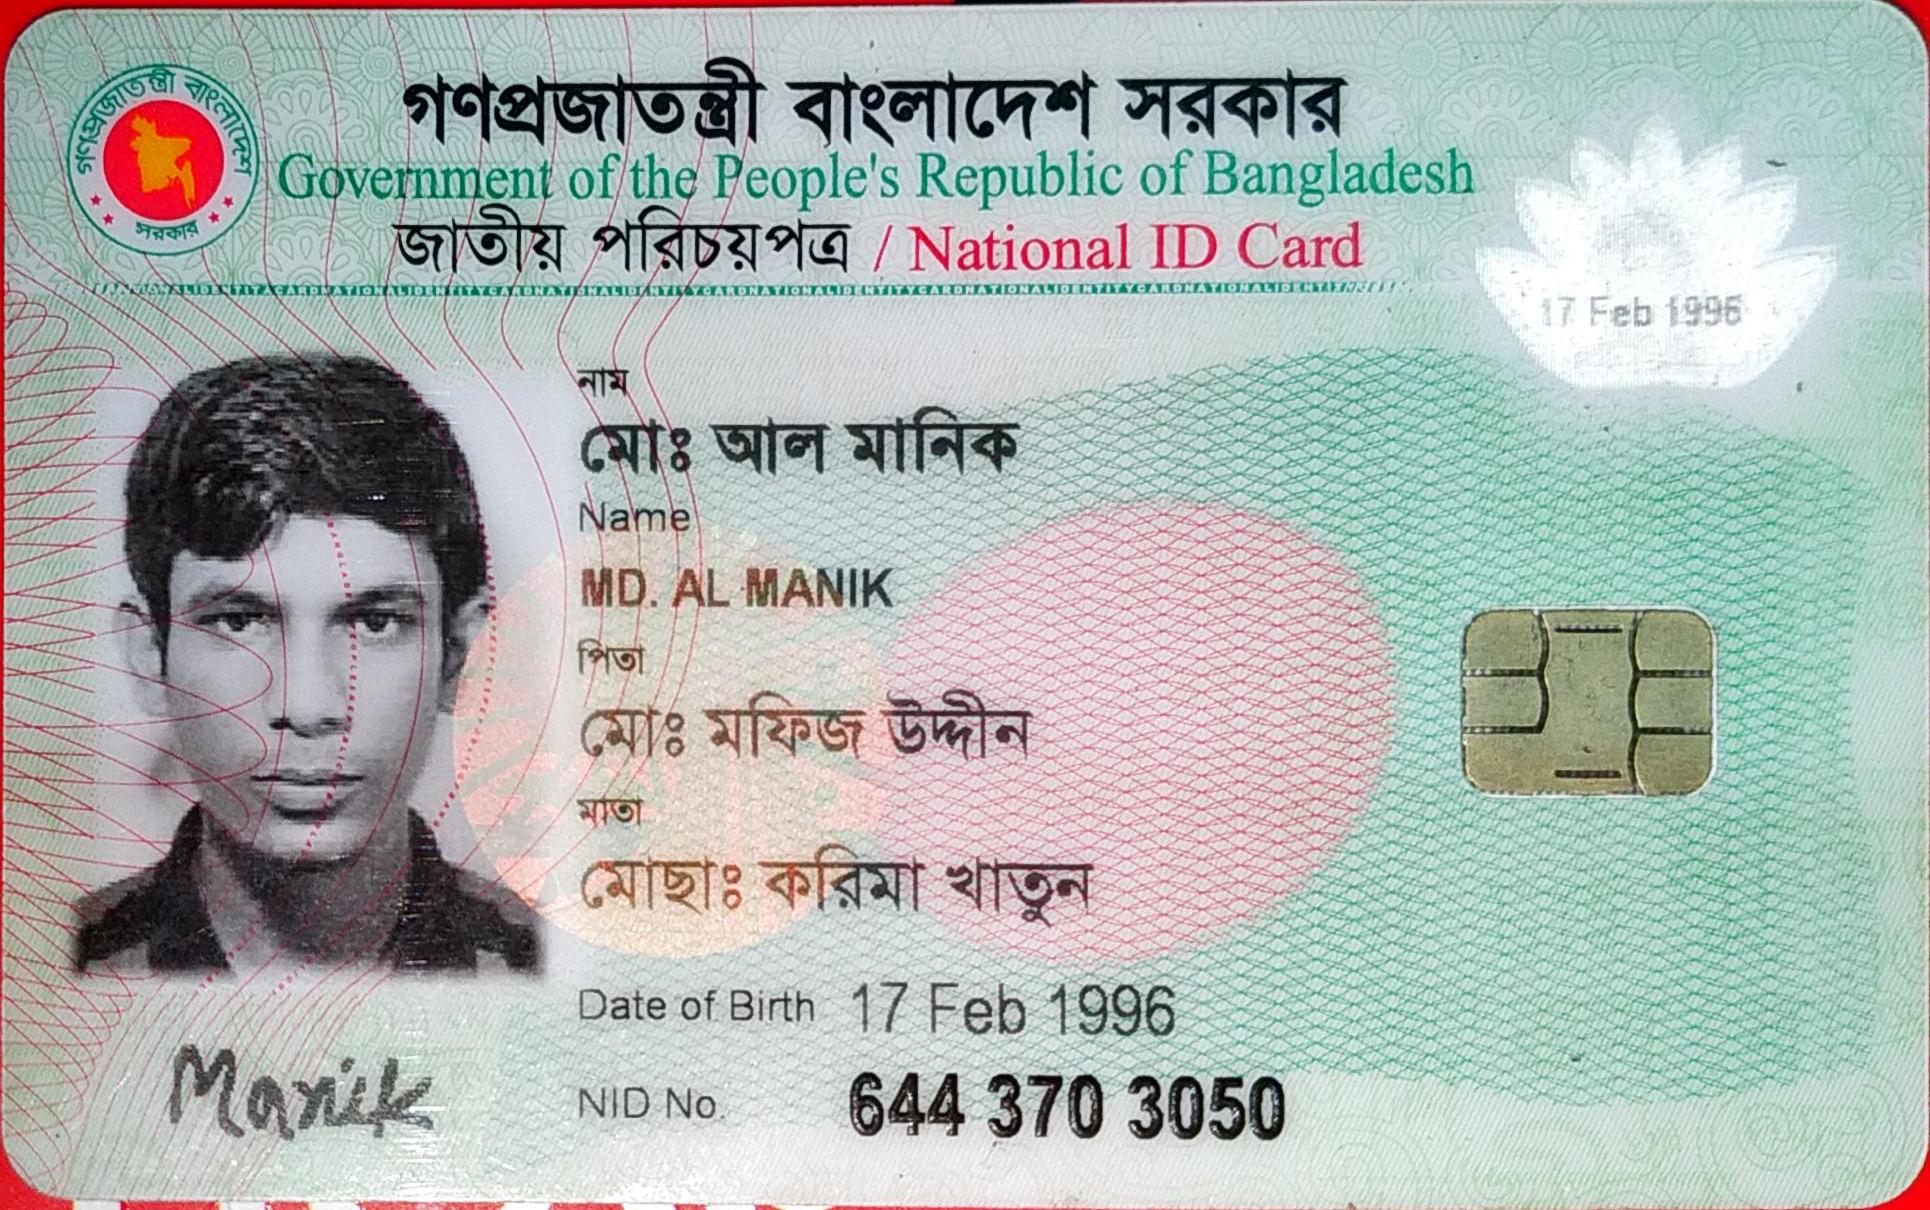 গণপ্রজাতন্ত্রী বাংলাদেশ সরকার
Government of the People's Republic of Bangladesh
জাতীয় পরিচয়পত্র / National ID Card
গণপ্রজাতন্ত্রী বাংলাদেশ
সরকার
17 Feb 1996
নাম
মোঃ আল মানিক
Name
MD. AL MANIK
পিতা
মোঃ মফিজ উদ্দীন
মাতা
মোছাঃ করিমা খাতুন
Date of Birth 17 Feb 1996
Manik
NID No. 644 370 3050